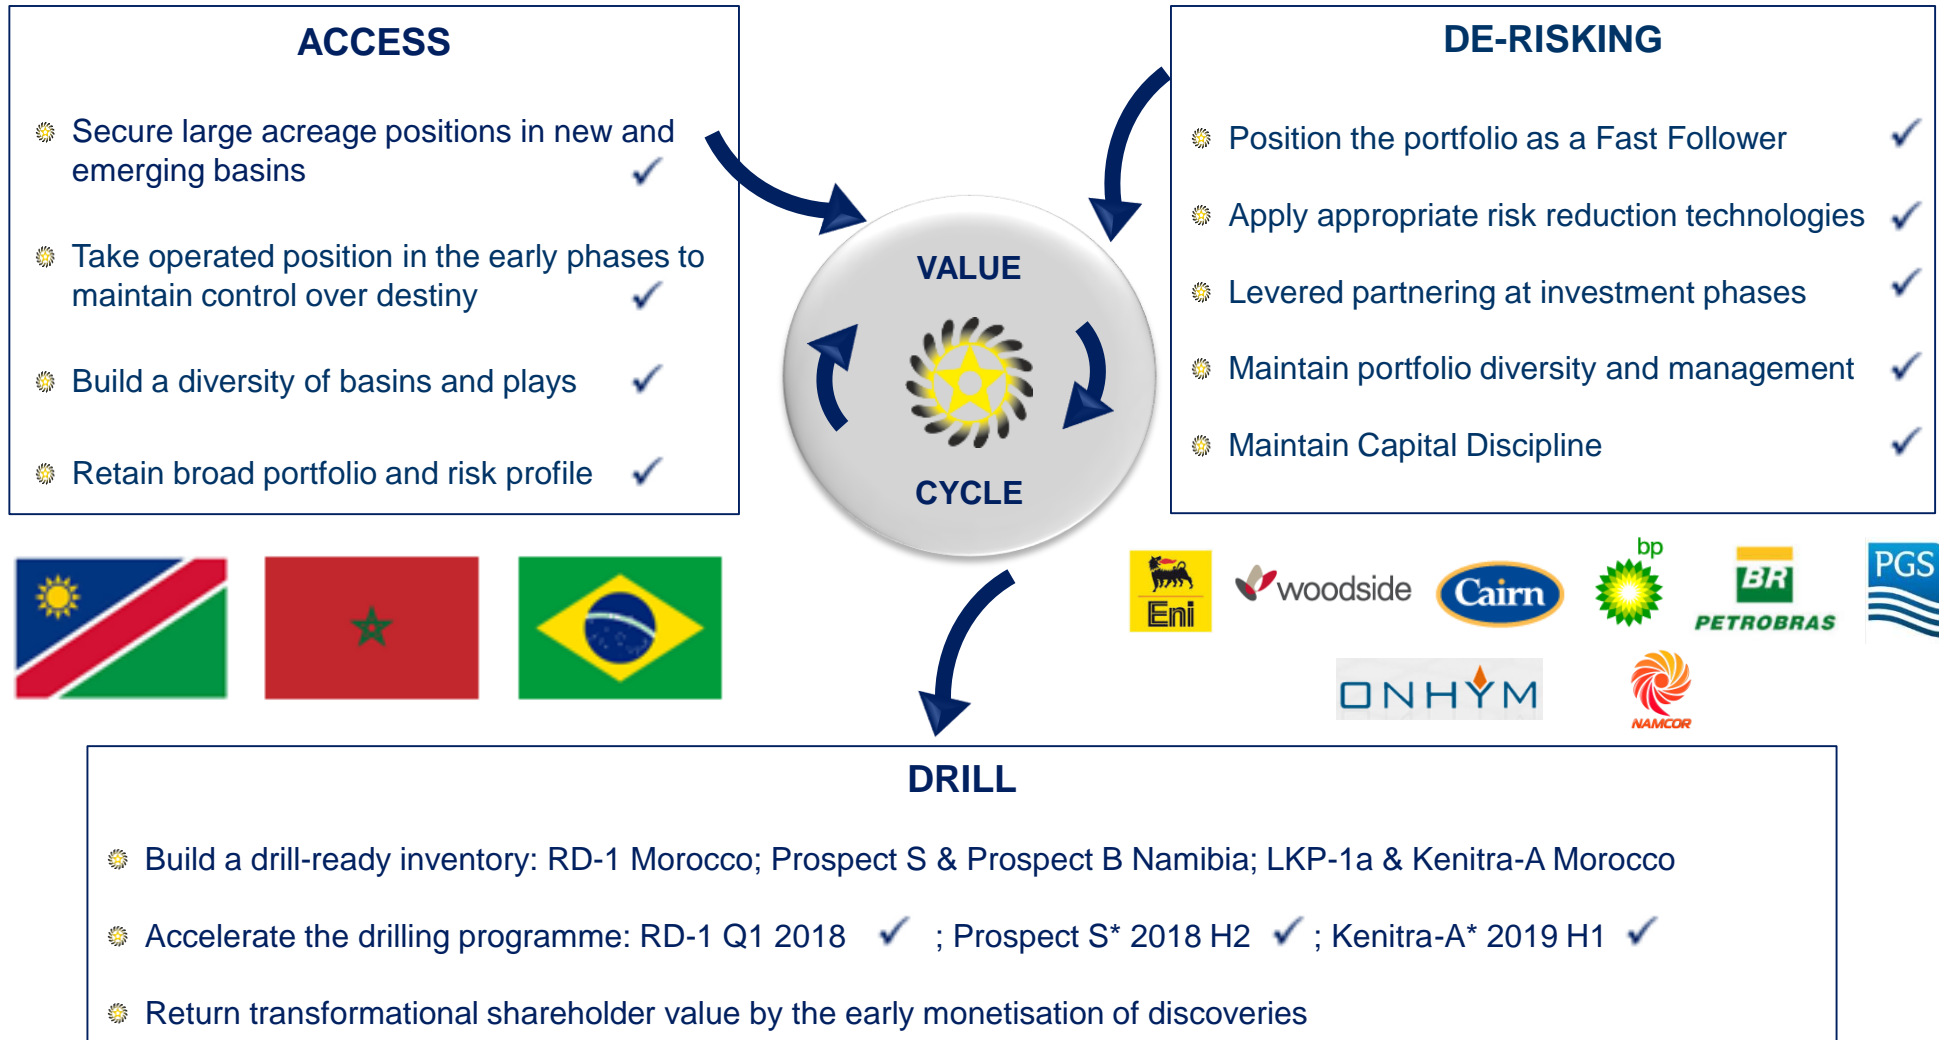 ACCESS
Secure large acreage positions in new and
emerging basins
Take operated position in the early phases to
maintain control over destiny
Build a diversity of basins and plays
Retain broad portfolio and risk profile
VALUE
CYCLE
DE-RISKING
Position the portfolio as a Fast Follower
Apply appropriate risk reduction technologies
Levered partnering at investment phases
Maintain portfolio diversity and management
Maintain Capital Discipline
Eni
woodside
Cairn
bp
BR
PETROBRAS
PGS
ONHYM
NAMCOR
DRILL
Build a drill-ready inventory: RD-1 Morocco; Prospect S & Prospect B Namibia; LKP-1a & Kenitra-A Morocco
Accelerate the drilling programme: RD-1 Q1 2018 ✓ ; Prospect S* 2018 H2 ✓ ; Kenitra-A* 2019 H1 ✓
Return transformational shareholder value by the early monetisation of discoveries